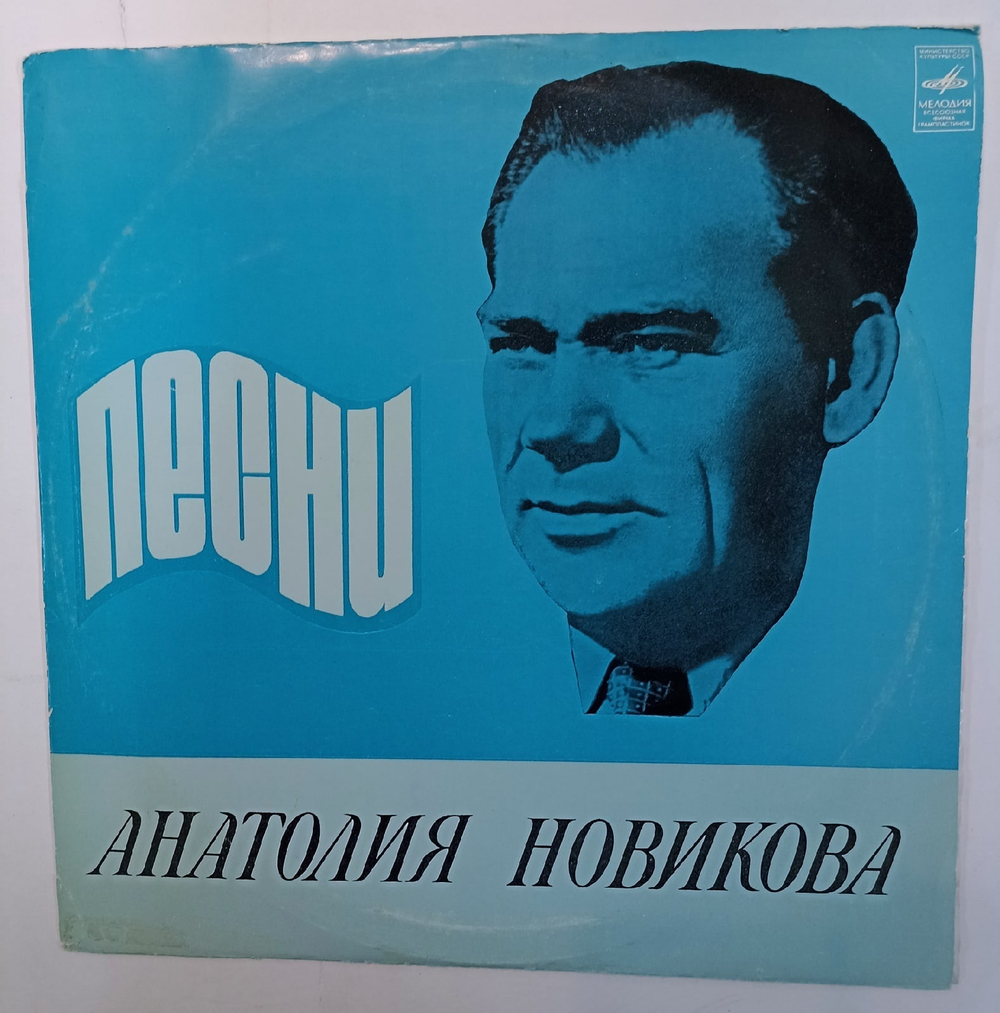 МИНИСТЕРСТВО
КУЛЬТУРЫ СССР
МЕЛОДИЯ
ВСЕСОЮЗНАЯ
ФИРМА
ГРАМПЛАСТИНОК
песни
АНАТОЛИЯ НОВИКОВА